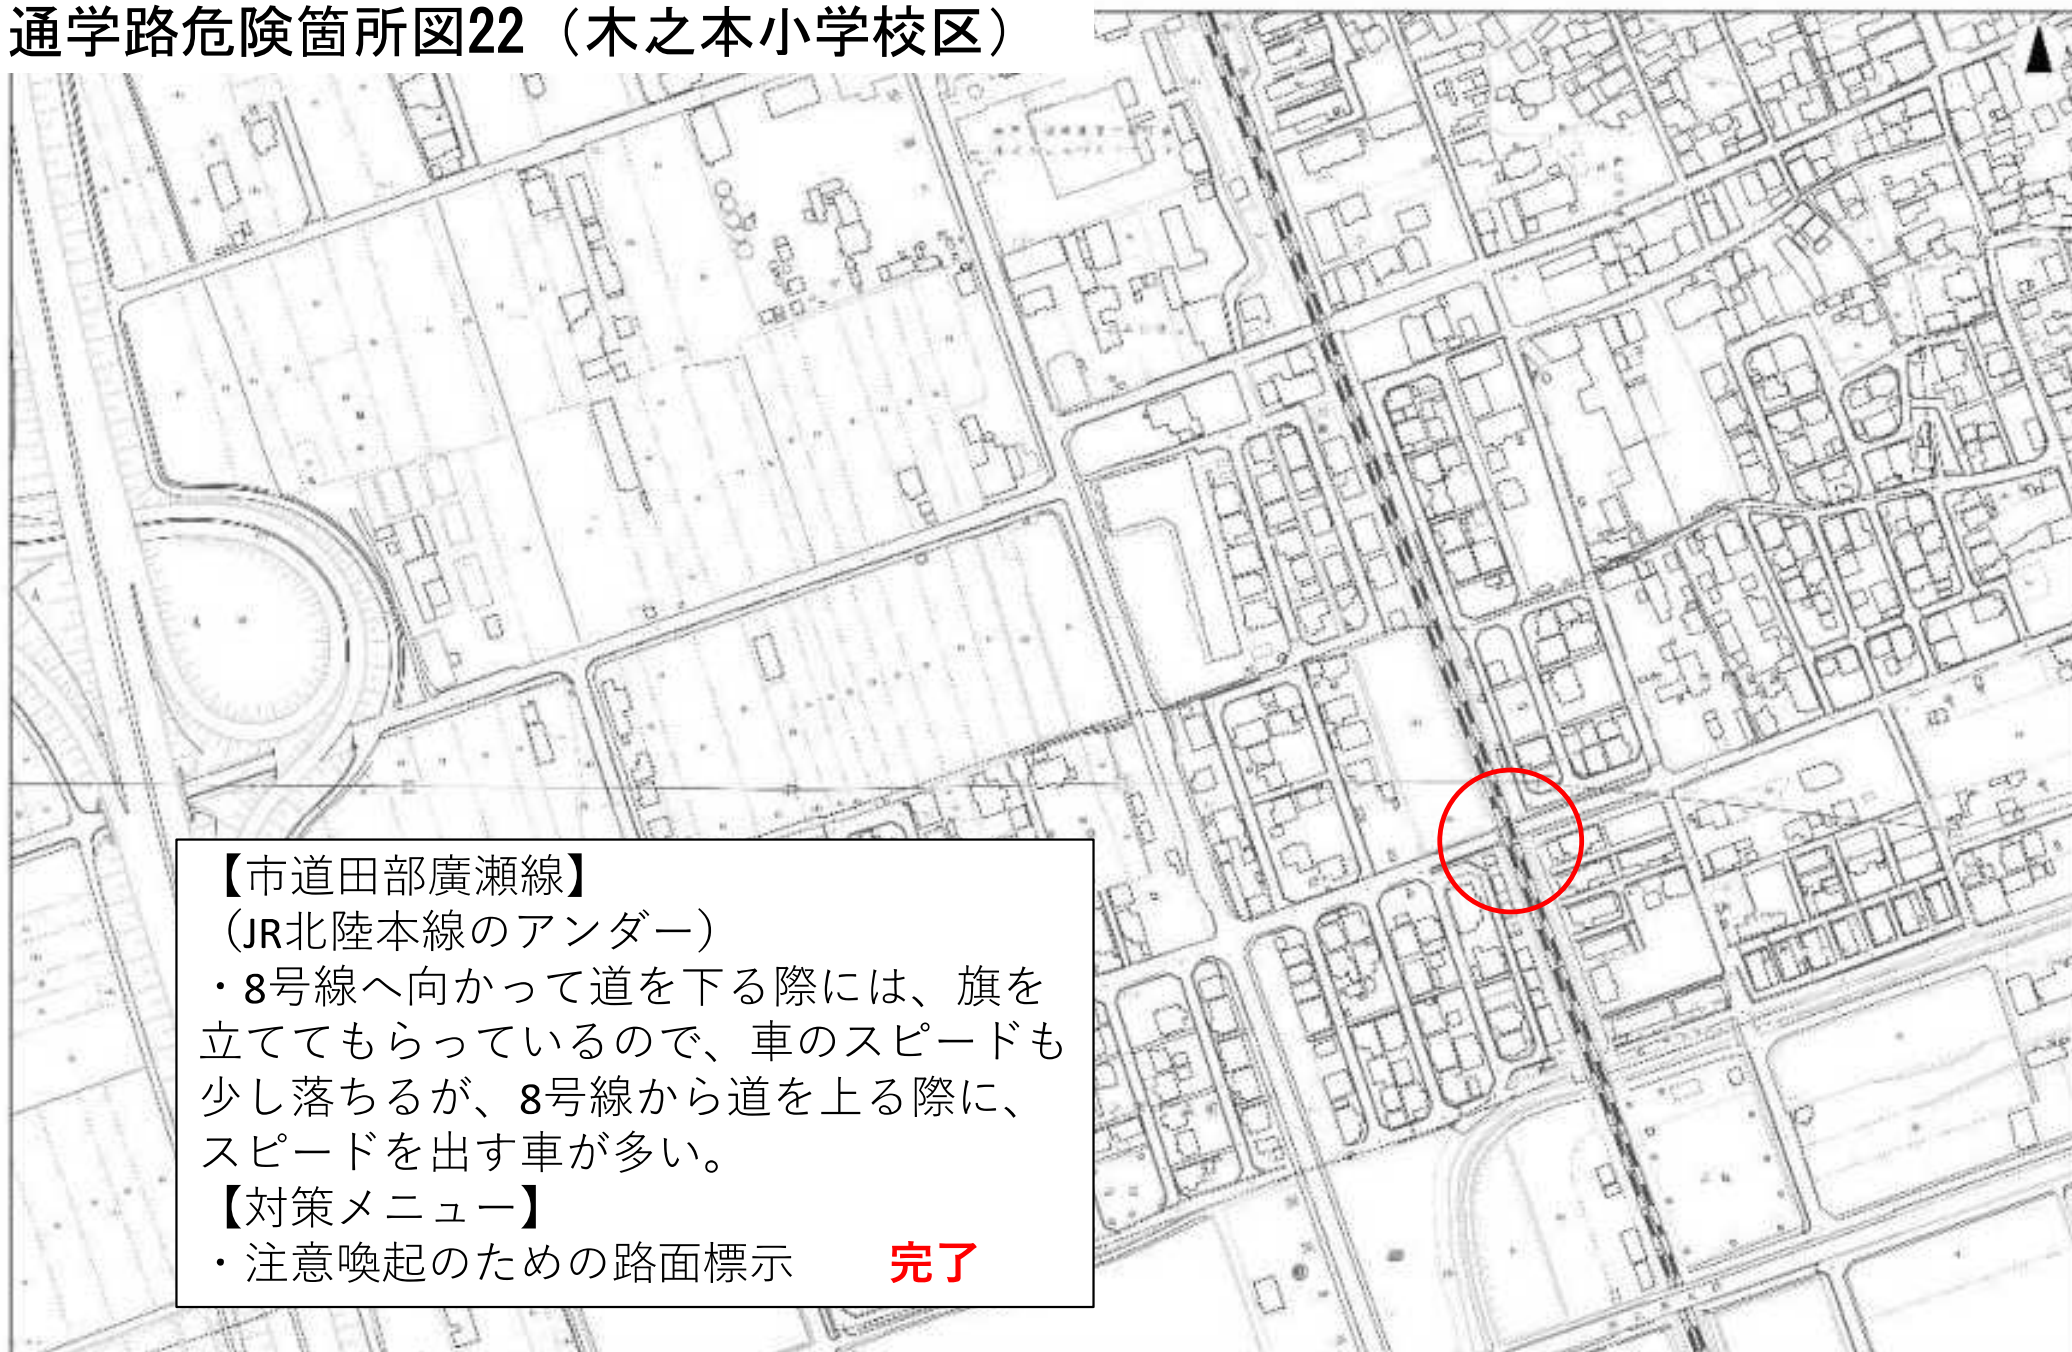 通学路危険箇所図22（木之本小学校区）
【市道田部廣瀬線】
（JR北陸本線のアンダー）
・8号線へ向かって道を下る際には、旗を
立ててもらっているので、車のスピードも
少し落ちるが、8号線から道を上る際に、
スピードを出す車が多い。
【対策メニュー】
・注意喚起のための路面標示　　完了